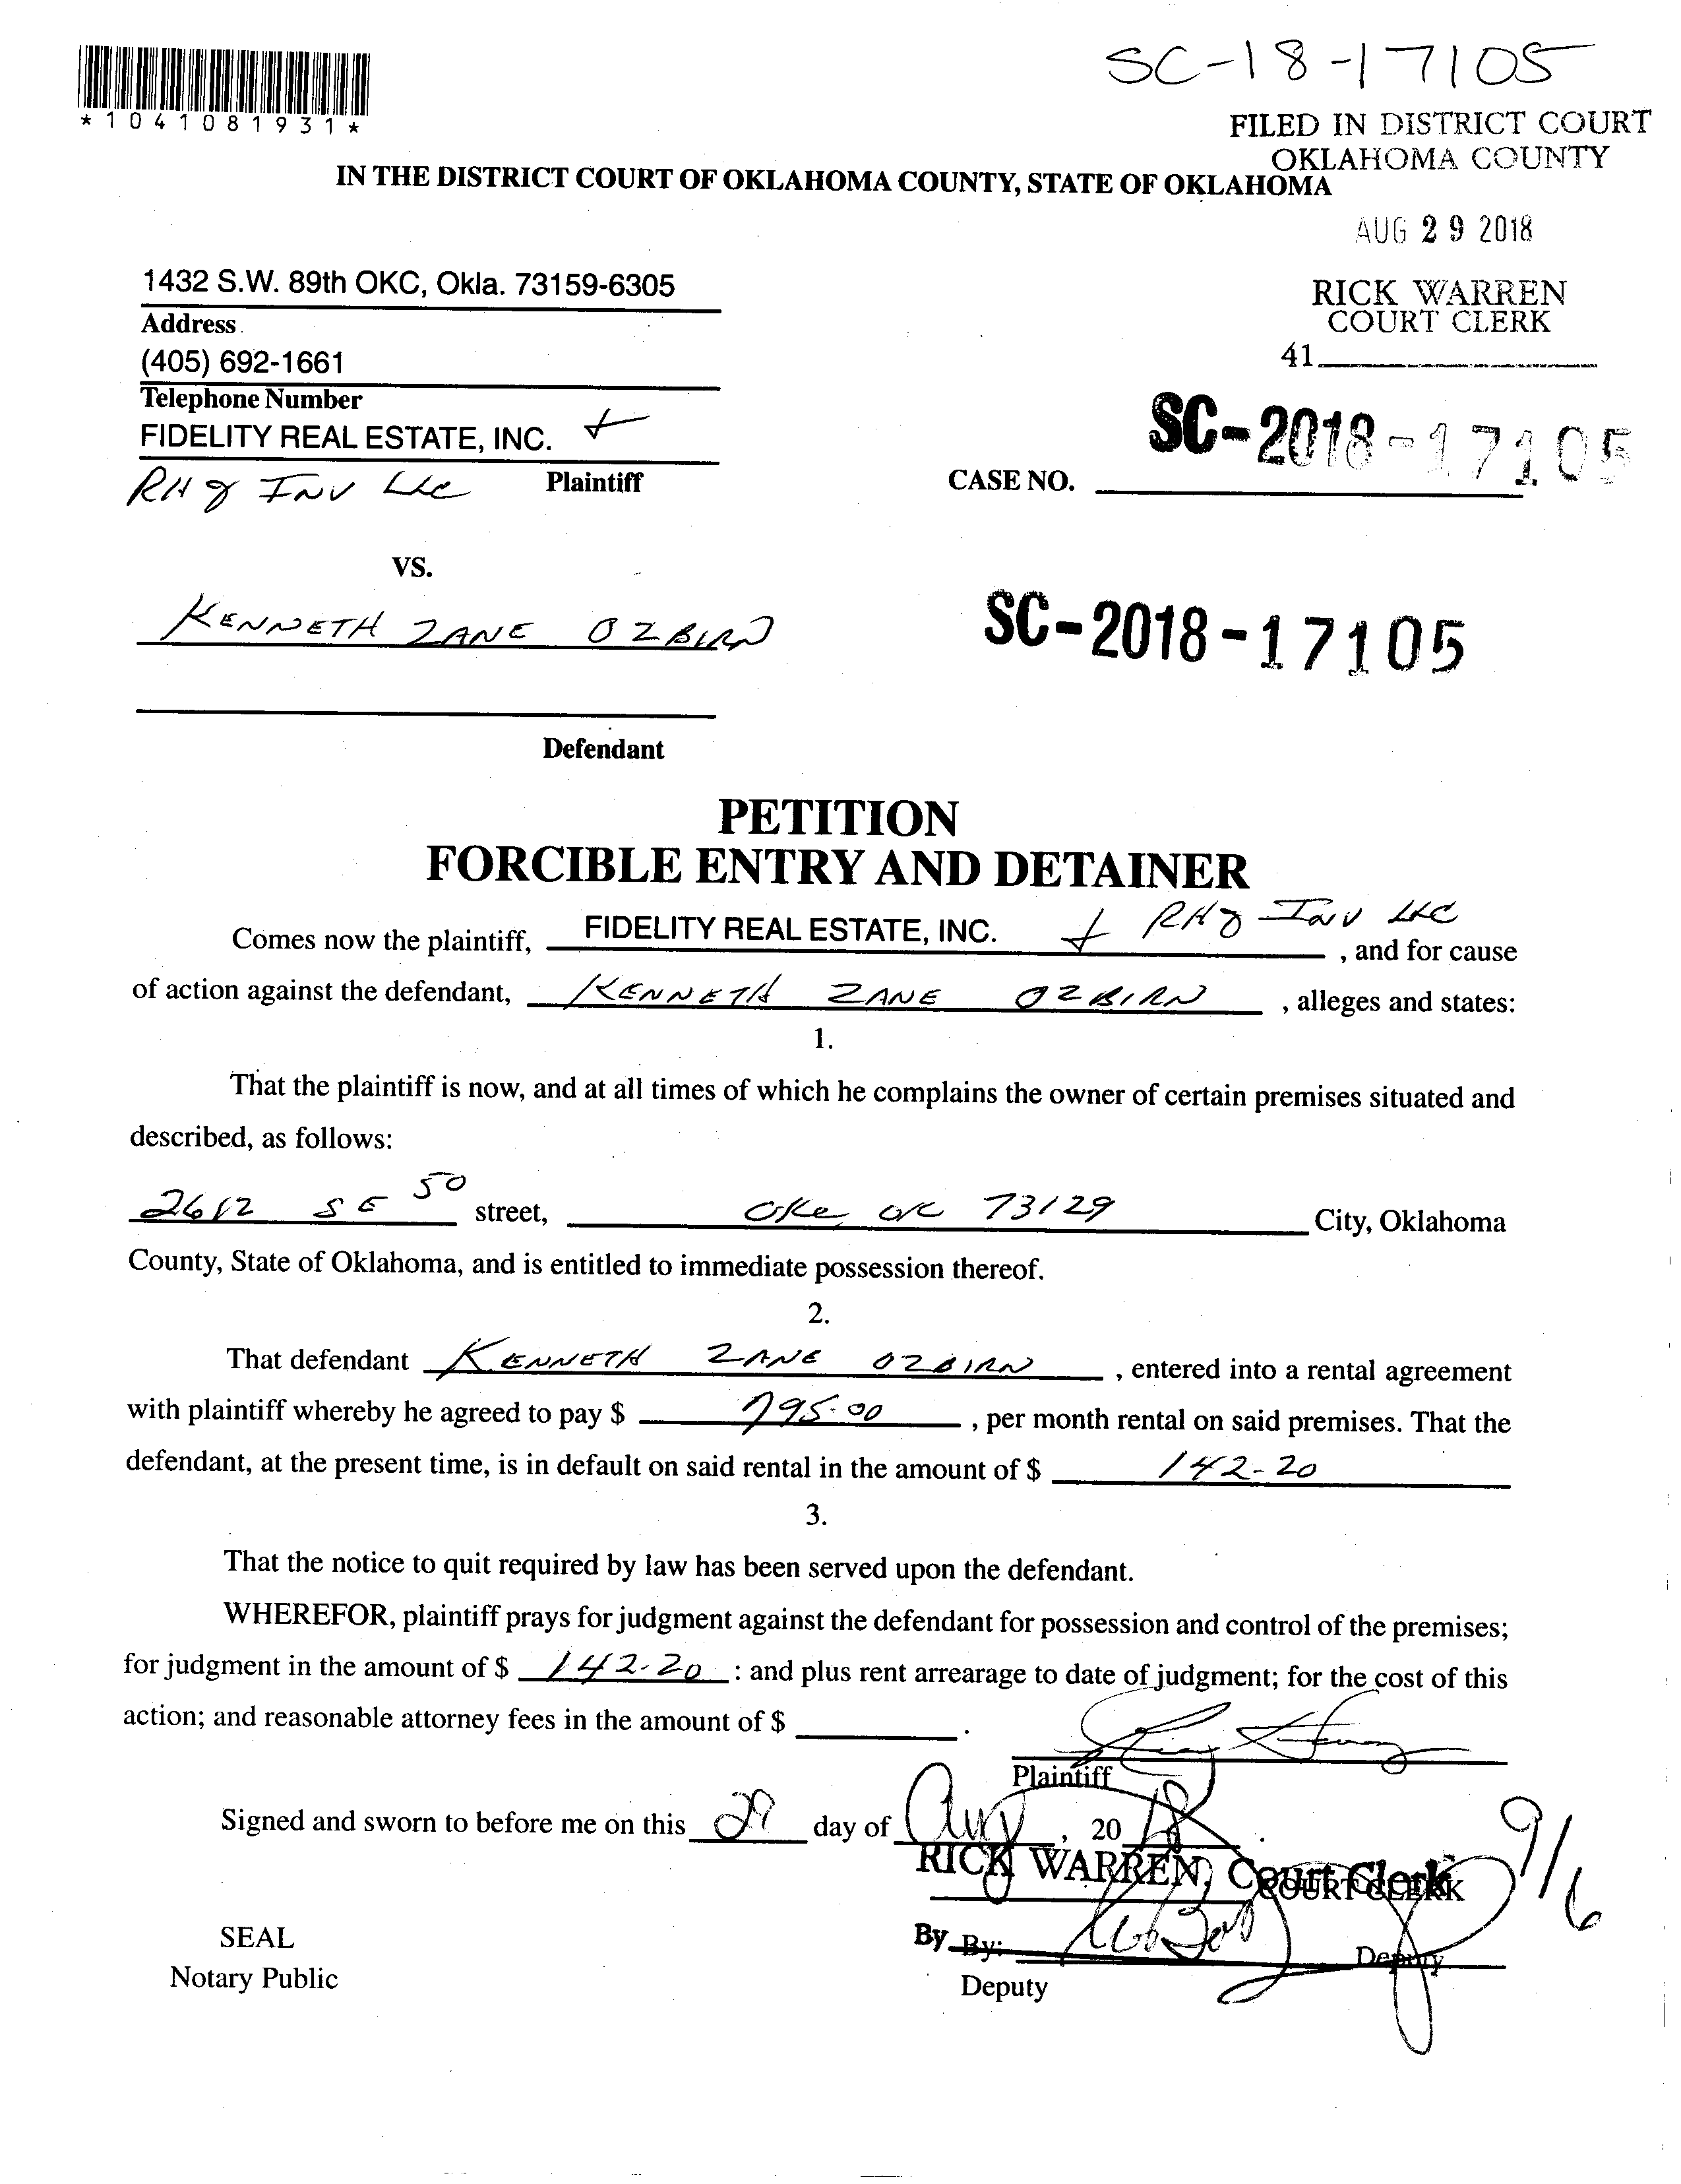 SC-18-17105
*1041081931*
FILED IN DISTRICT COURT
OKLAHOMA COUNTY
IN THE DISTRICT COURT OF OKLAHOMA COUNTY, STATE OF OKLAHOMA
AUG 29 2018
1432 S.W. 89th OKC, Okla. 73159-6305
Address
RICK WARREN
COURT CLERK
(405) 692-1661
41
Telephone Number
FIDELITY REAL ESTATE, INC. +
SC-2018-17105
INV LLC Plaintiff
CASE NO.
VS.
KENNETH ZANE OZBIRN
SC-2018-17105
Defendant
PETITION
FORCIBLE ENTRY AND DETAINER
Comes now the plaintiff, FIDELITY REAL ESTATE, INC. + INV LLC , and for cause
of action against the defendant, KENNETH ZANE OZBIRN , alleges and states:
1.
That the plaintiff is now, and at all times of which he complains the owner of certain premises situated and
described, as follows:
2612 SE 50 street, OKC, OK 73129 City, Oklahoma
County, State of Oklahoma, and is entitled to immediate possession thereof.
2.
That defendant KENNETH ZANE OZBIRN , entered into a rental agreement
with plaintiff whereby he agreed to pay $ 795.00 , per month rental on said premises. That the
defendant, at the present time, is in default on said rental in the amount of $ 142-20
3.
That the notice to quit required by law has been served upon the defendant.
WHEREFOR, plaintiff prays for judgment against the defendant for possession and control of the premises;
for judgment in the amount of $ 142.20 : and plus rent arrearage to date of judgment; for the cost of this
action; and reasonable attorney fees in the amount of $ .
Plaintiff
Signed and sworn to before me on this 29 day of Aug , 2018 .
9/6
RICK WARREN, Court Clerk
COURT CLERK
SEAL
By By: Deputy
Notary Public
Deputy